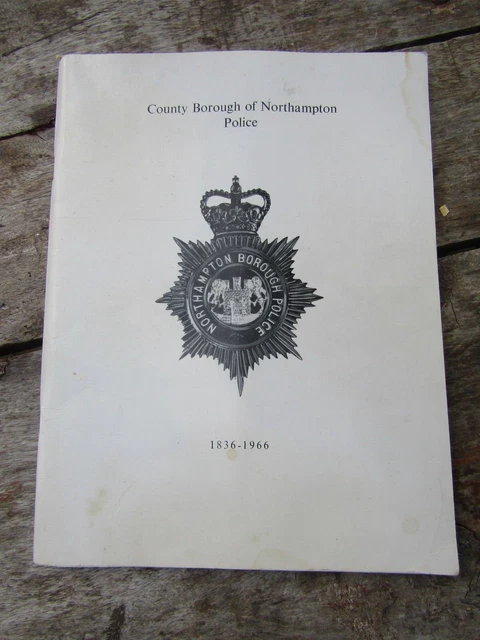 County Borough of Northampton
Police
NORTHAMPTON BOROUGH POLICE
1836-1966